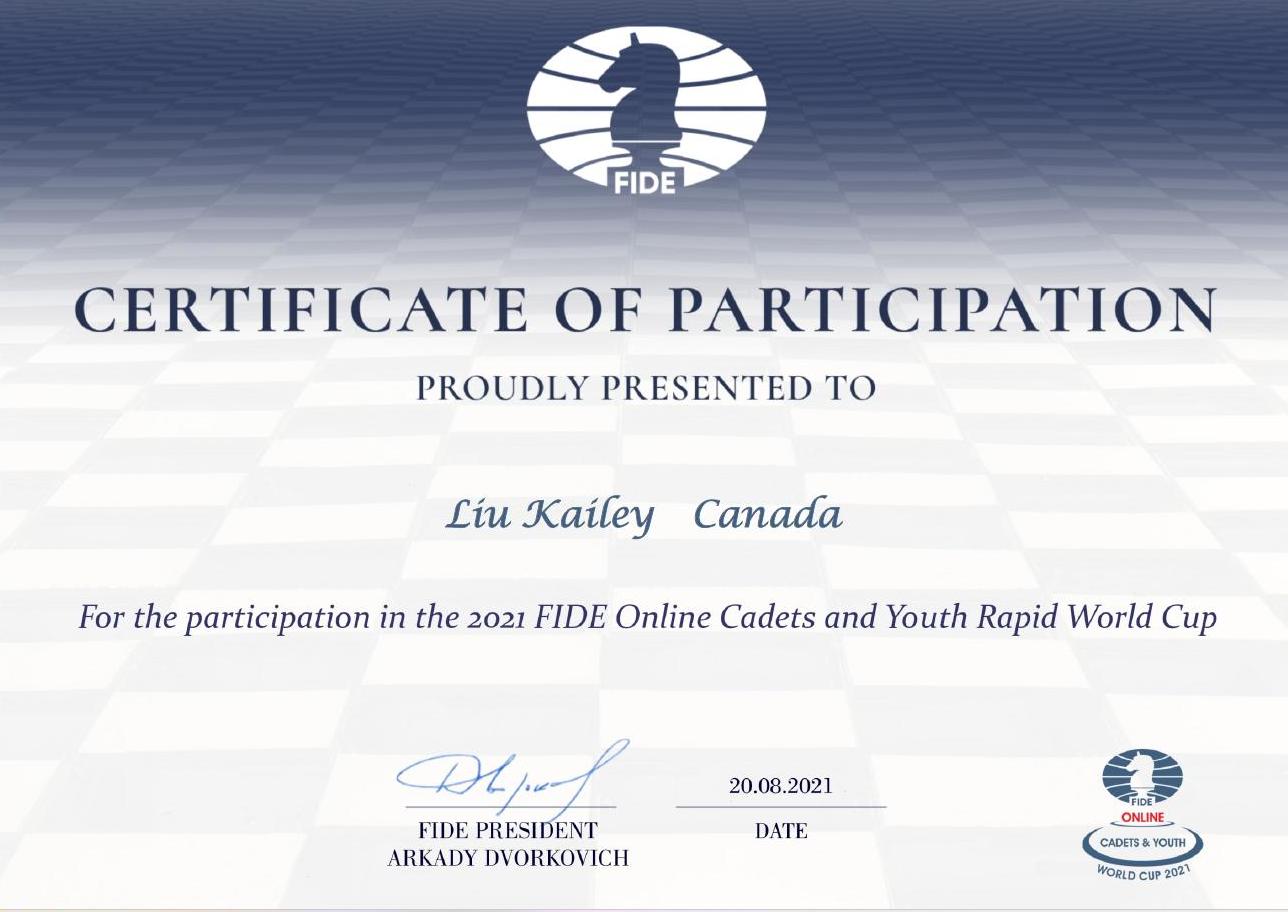 FIDE
CERTIFICATE OF PARTICIPATION
PROUDLY PRESENTED TO
Liu Kailey Canada
For the participation in the 2021 FIDE Online Cadets and Youth Rapid World Cup
20.08.2021
FIDE PRESIDENT
ARKADY DVORKOVICH
DATE
FIDE
ONLINE
CADETS & YOUTH
WORLD CUP 2021